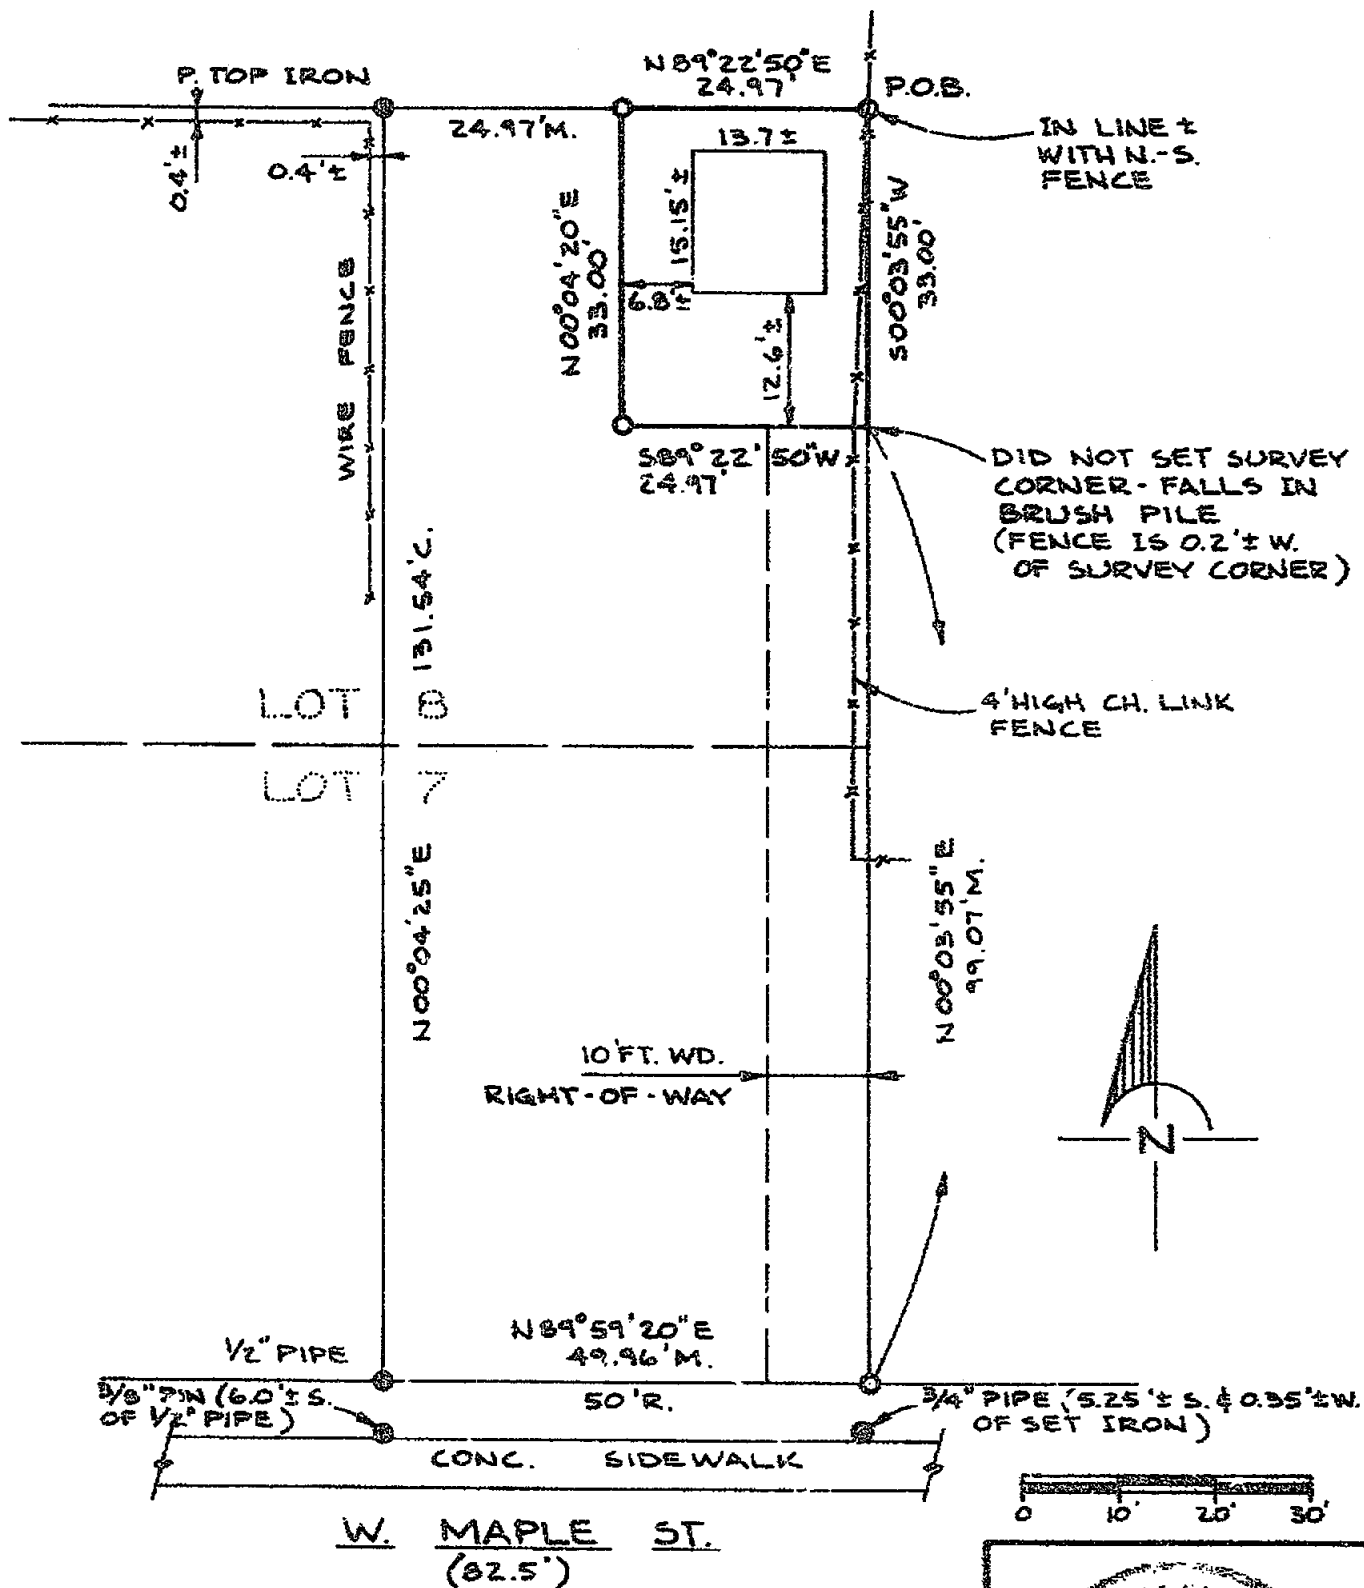 N 89°22'50"E
24.97'
P. TOP IRON
P.O.B.
24.97'M.
IN LINE ±
WITH N.-S.
FENCE
13.7 ±
0.4'±
0.4'±
15.15'±
N00°04'20"E
33.00'
S00°03'55"W
33.00'
6.8'±
12.6'±
WIRE FENCE
S89°22'50"W
24.97'
DID NOT SET SURVEY
CORNER - FALLS IN
BRUSH PILE
(FENCE IS 0.2'± W.
OF SURVEY CORNER)
131.54'C.
LOT 8
4'HIGH CH. LINK
FENCE
LOT 7
N00°04'25"E
N00°03'55"E
99.07'M.
10'FT. WD.
RIGHT-OF-WAY
N
N89°59'20"E
49.96'M.
1/2" PIPE
50'R.
3/8" PIN (6.0'± S.
OF 1/2" PIPE)
3/4" PIPE (5.25'± S. & 0.35'±W.
OF SET IRON)
CONC. SIDEWALK
0 10' 20' 30'
W. MAPLE ST.
(82.5')